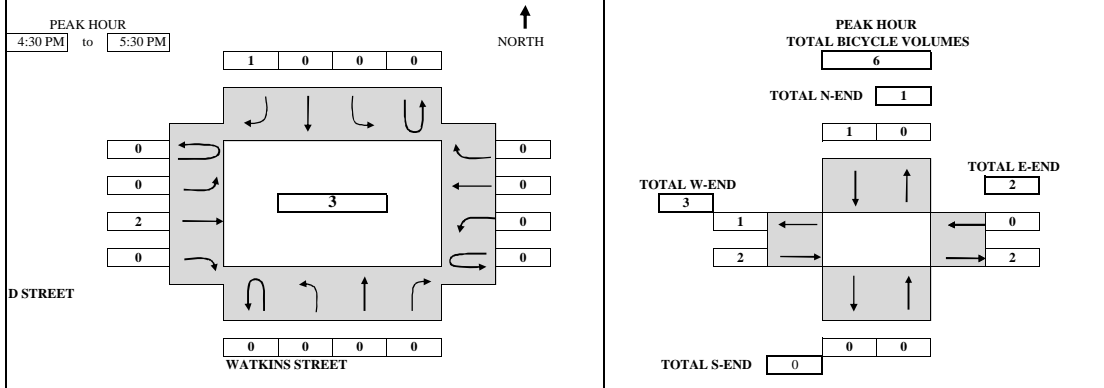 PEAK HOUR
4:30 PM to 5:30 PM
NORTH
1 0 0 0
0 0
0 0
3
2 0
0 0
D STREET
0 0 0 0
WATKINS STREET
PEAK HOUR
TOTAL BICYCLE VOLUMES
6
TOTAL N-END 1
1 0
TOTAL E-END
2
TOTAL W-END
3
1 0
2 2
0 0
TOTAL S-END 0